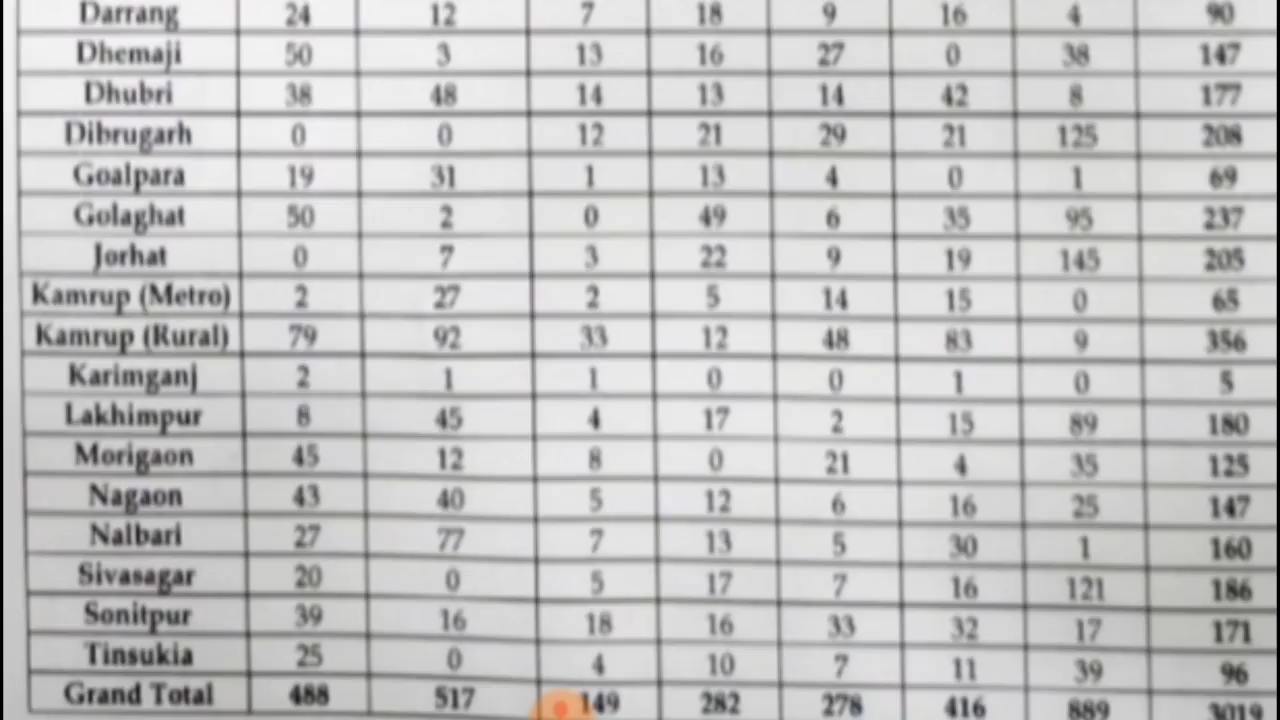 Darrang 24 12 7 18 9 16 4 90
Dhemaji 50 3 13 16 27 0 38 147
Dhubri 38 48 14 13 14 42 8 177
Dibrugarh 0 0 12 21 29 21 125 208
Goalpara 19 31 1 13 4 0 1 69
Golaghat 50 2 0 49 6 35 95 237
Jorhat 0 7 3 22 9 19 145 205
Kamrup (Metro) 2 27 2 5 14 15 0 65
Kamrup (Rural) 79 92 33 12 48 83 9 356
Karimganj 2 1 1 0 0 1 0 5
Lakhimpur 8 45 4 17 2 15 89 180
Morigaon 45 12 8 0 21 4 35 125
Nagaon 43 40 5 12 6 16 25 147
Nalbari 27 77 7 13 5 30 1 160
Sivasagar 20 0 5 17 7 16 121 186
Sonitpur 39 16 18 16 33 32 17 171
Tinsukia 25 0 4 10 7 11 39 96
Grand Total 488 517 149 282 278 416 889 3019